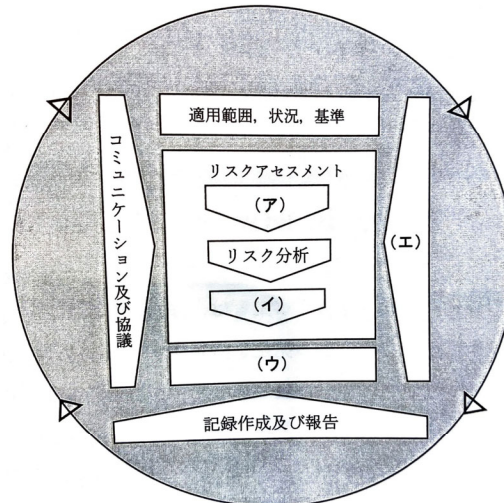 適用範囲，状況，基準
コミュニケーション及び協議
リスクアセスメント
(ア)
リスク分析
(イ)
(エ)
(ウ)
記録作成及び報告